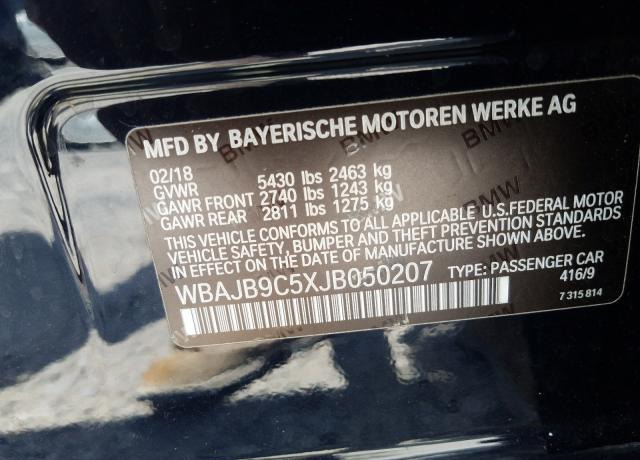 MFD BY BAYERISCHE MOTOREN WERKE AG
02/18
GVWR 5430 lbs 2463 kg
GAWR FRONT 2740 lbs 1243 kg
GAWR REAR 2811 lbs 1275 kg
THIS VEHICLE CONFORMS TO ALL APPLICABLE U.S.FEDERAL MOTOR
VEHICLE SAFETY, BUMPER AND THEFT PREVENTION STANDARDS
IN EFFECT ON THE DATE OF MANUFACTURE SHOWN ABOVE.
WBAJB9C5XJB050207 TYPE: PASSENGER CAR
416/9
7 315 814